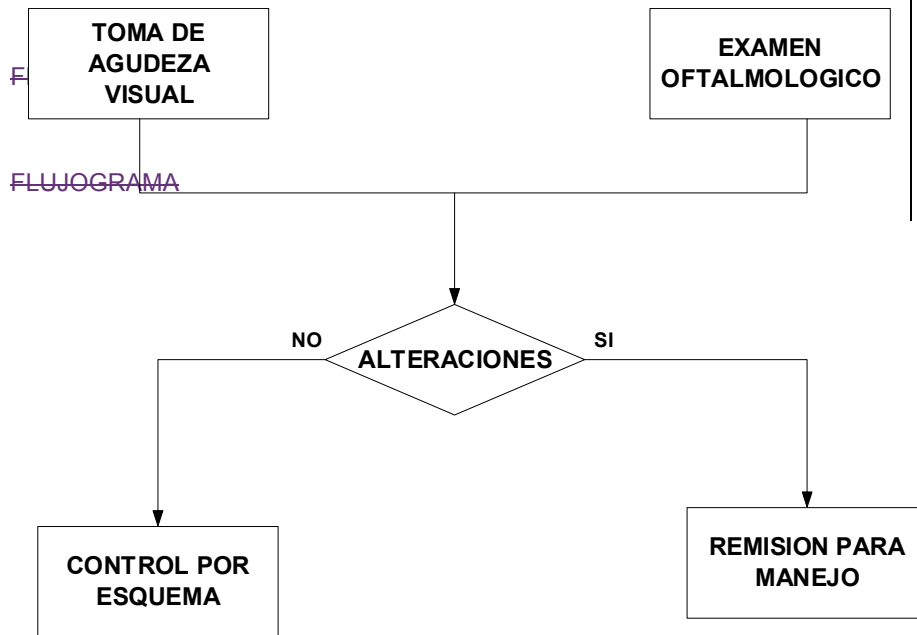 TOMA DE
AGUDEZA
VISUAL
EXAMEN
OFTALMOLOGICO
FLUJOGRAMA
NO
ALTERACIONES
SI
CONTROL POR
ESQUEMA
REMISION PARA
MANEJO